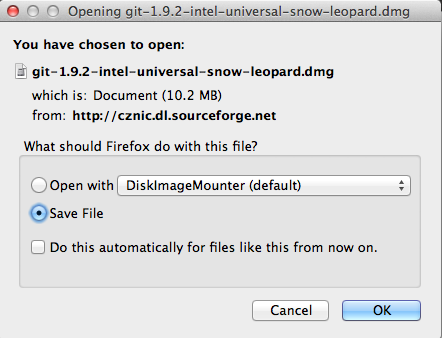 Opening git-1.9.2-intel-universal-snow-leopard.dmg
You have chosen to open:
git-1.9.2-intel-universal-snow-leopard.dmg
which is: Document (10.2 MB)
from: http://cznic.dl.sourceforge.net
What should Firefox do with this file?
Open with DiskImageMounter (default)
Save File
Do this automatically for files like this from now on.
Cancel OK